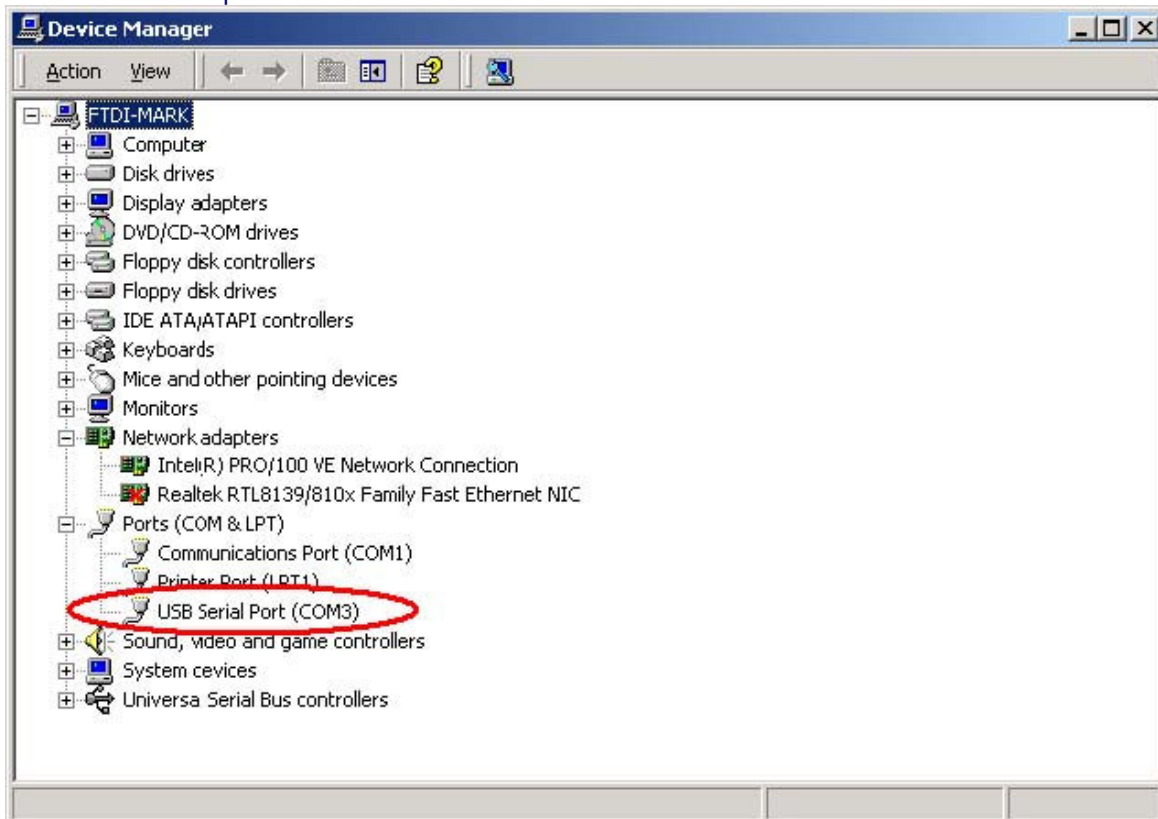 Device Manager
Action View
FTDI-MARK
Computer
Disk drives
Display adapters
DVD/CD-ROM drives
Floppy disk controllers
Floppy disk drives
IDE ATA/ATAPI controllers
Keyboards
Mice and other pointing devices
Monitors
Network adapters
Intel(R) PRO/100 VE Network Connection
Realtek RTL8139/810x Family Fast Ethernet NIC
Ports (COM & LPT)
Communications Port (COM1)
Printer Port (LPT1)
USB Serial Port (COM3)
Sound, video and game controllers
System cevices
Universa Serial Bus controllers